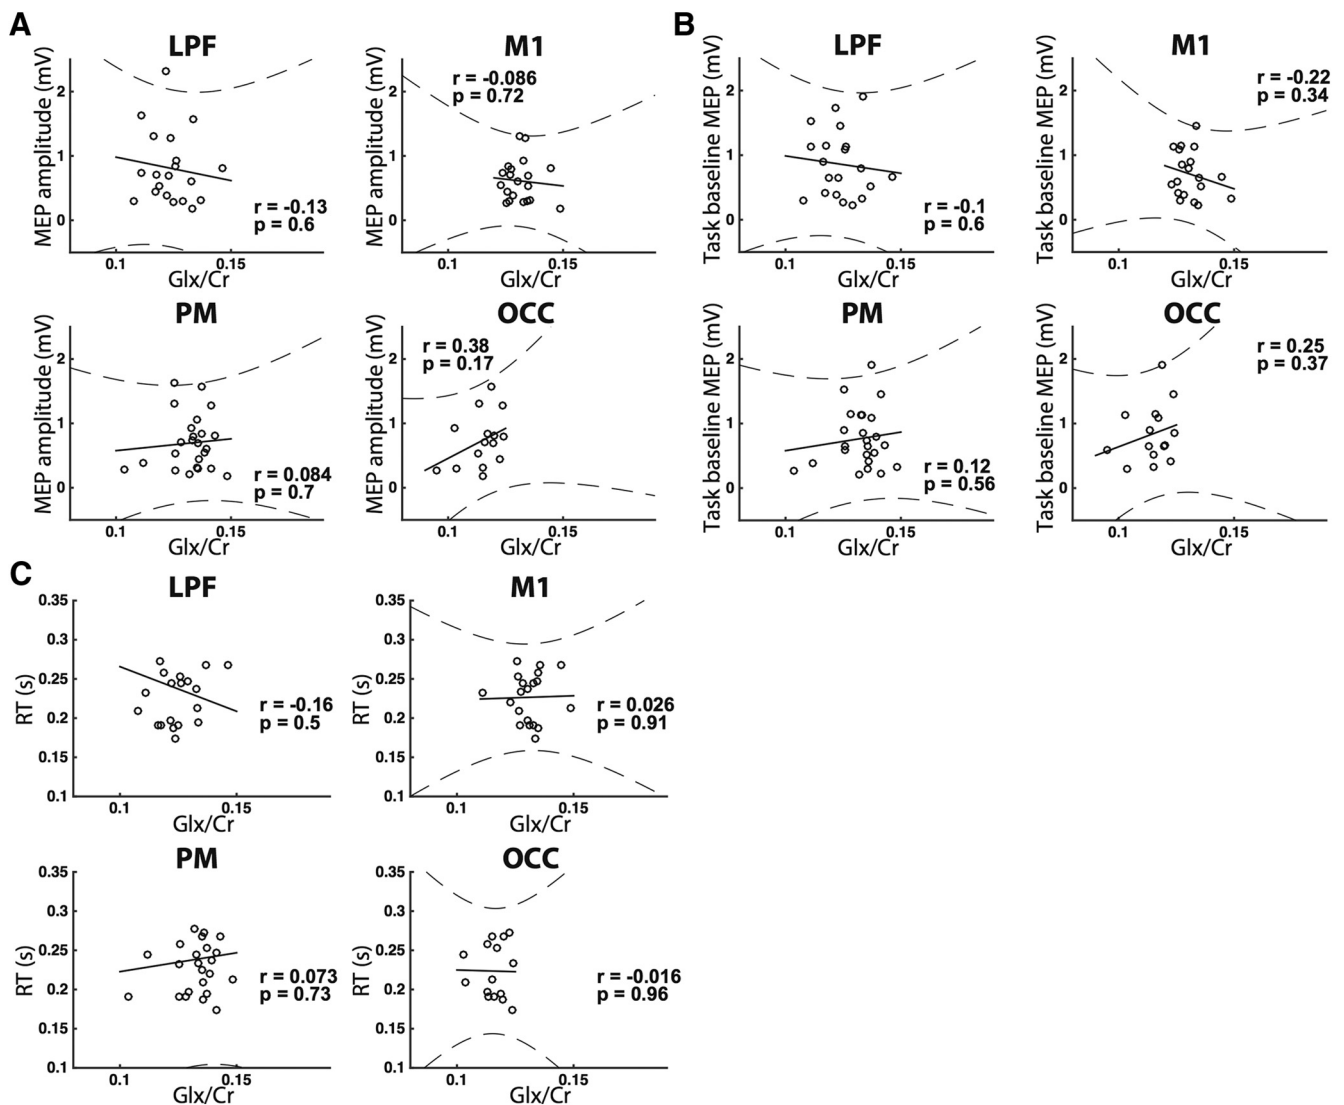 A
LPF
MEP amplitude (mV)
2
1
0
r = -0.13
p = 0.6
0.1
0.15
Glx/Cr
M1
MEP amplitude (mV)
2
1
0
r = -0.086
p = 0.72
0.1
0.15
Glx/Cr
PM
MEP amplitude (mV)
2
1
0
r = 0.084
p = 0.7
0.1
0.15
Glx/Cr
OCC
MEP amplitude (mV)
2
1
0
r = 0.38
p = 0.17
0.1
0.15
Glx/Cr
B
LPF
Task baseline MEP (mV)
2
1
0
r = -0.1
p = 0.6
0.1
0.15
Glx/Cr
M1
Task baseline MEP (mV)
2
1
0
r = -0.22
p = 0.34
0.1
0.15
Glx/Cr
PM
Task baseline MEP (mV)
2
1
0
r = 0.12
p = 0.56
0.1
0.15
Glx/Cr
OCC
Task baseline MEP (mV)
2
1
0
r = 0.25
p = 0.37
0.1
0.15
Glx/Cr
C
LPF
RT (s)
0.35
0.3
0.25
0.2
0.15
0.1
r = -0.16
p = 0.5
0.1
0.15
Glx/Cr
M1
RT (s)
0.35
0.3
0.25
0.2
0.15
0.1
r = 0.026
p = 0.91
0.1
0.15
Glx/Cr
PM
RT (s)
0.35
0.3
0.25
0.2
0.15
0.1
r = 0.073
p = 0.73
0.1
0.15
Glx/Cr
OCC
RT (s)
0.35
0.3
0.25
0.2
0.15
0.1
r = -0.016
p = 0.96
0.1
0.15
Glx/Cr